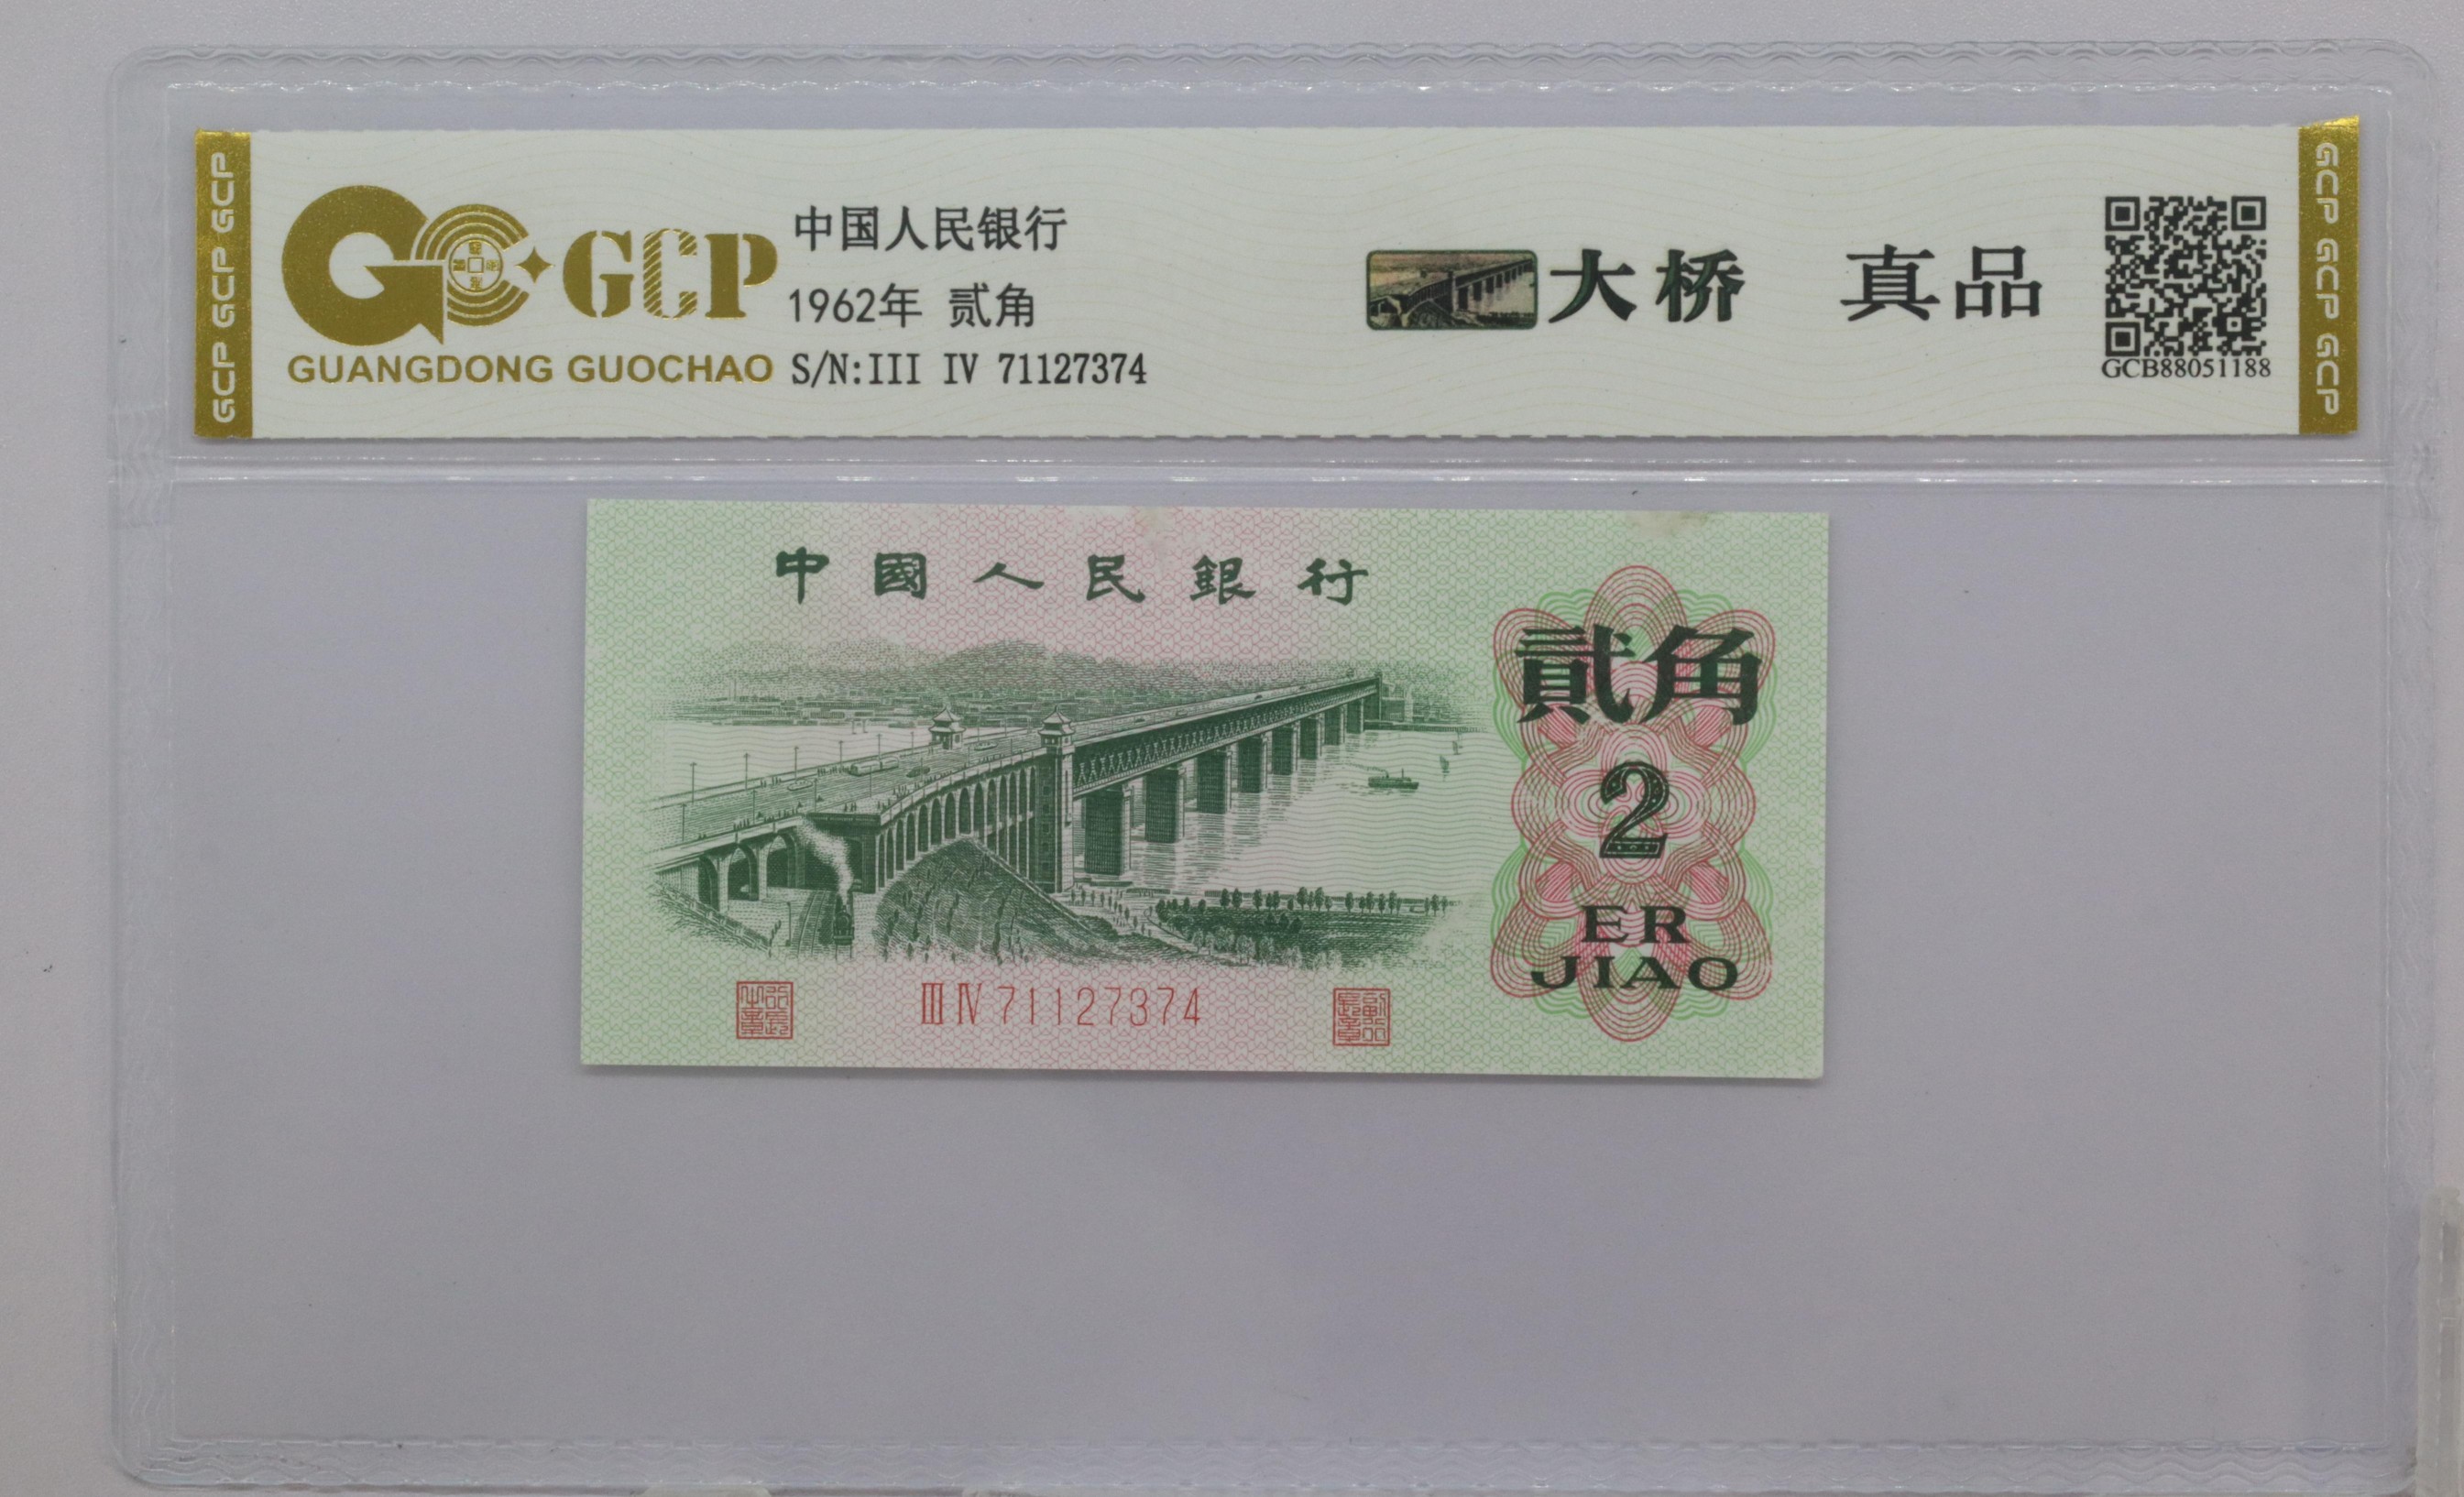 GCP GCP GCP
GCP
GUANGDONG GUOCHAO
中国人民银行
1962年 贰角
S/N:III IV 71127374
大桥 真品
GCB88051188
GCP GCP GCP
中國人民銀行
貳角
2
ER
JIAO
III IV 71127374